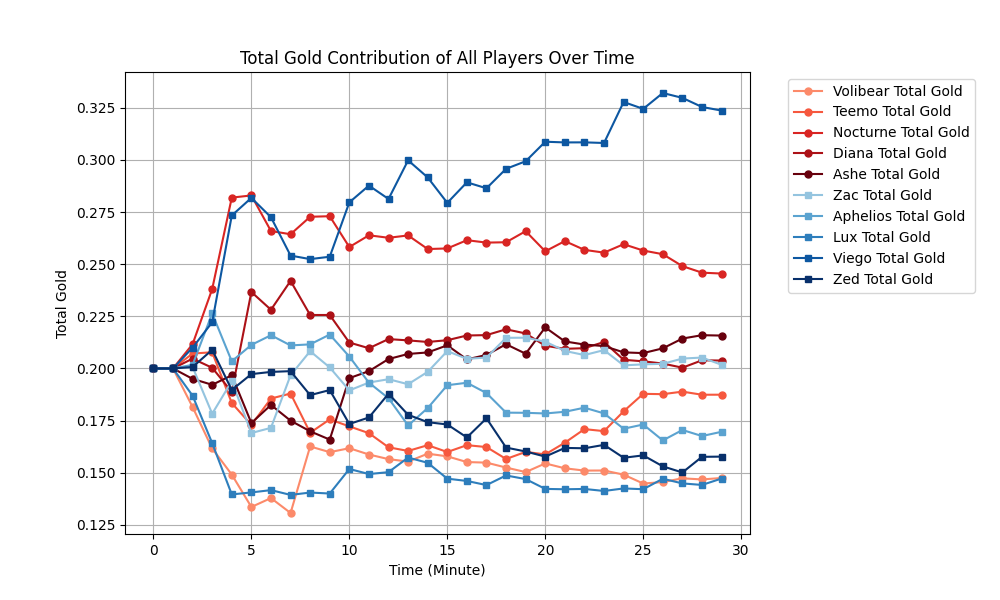 Total Gold Contribution of All Players Over Time
Total Gold
0.325
0.300
0.275
0.250
0.225
0.200
0.175
0.150
0.125
0 5 10 15 20 25 30
Time (Minute)
Volibear Total Gold
Teemo Total Gold
Nocturne Total Gold
Diana Total Gold
Ashe Total Gold
Zac Total Gold
Aphelios Total Gold
Lux Total Gold
Viego Total Gold
Zed Total Gold